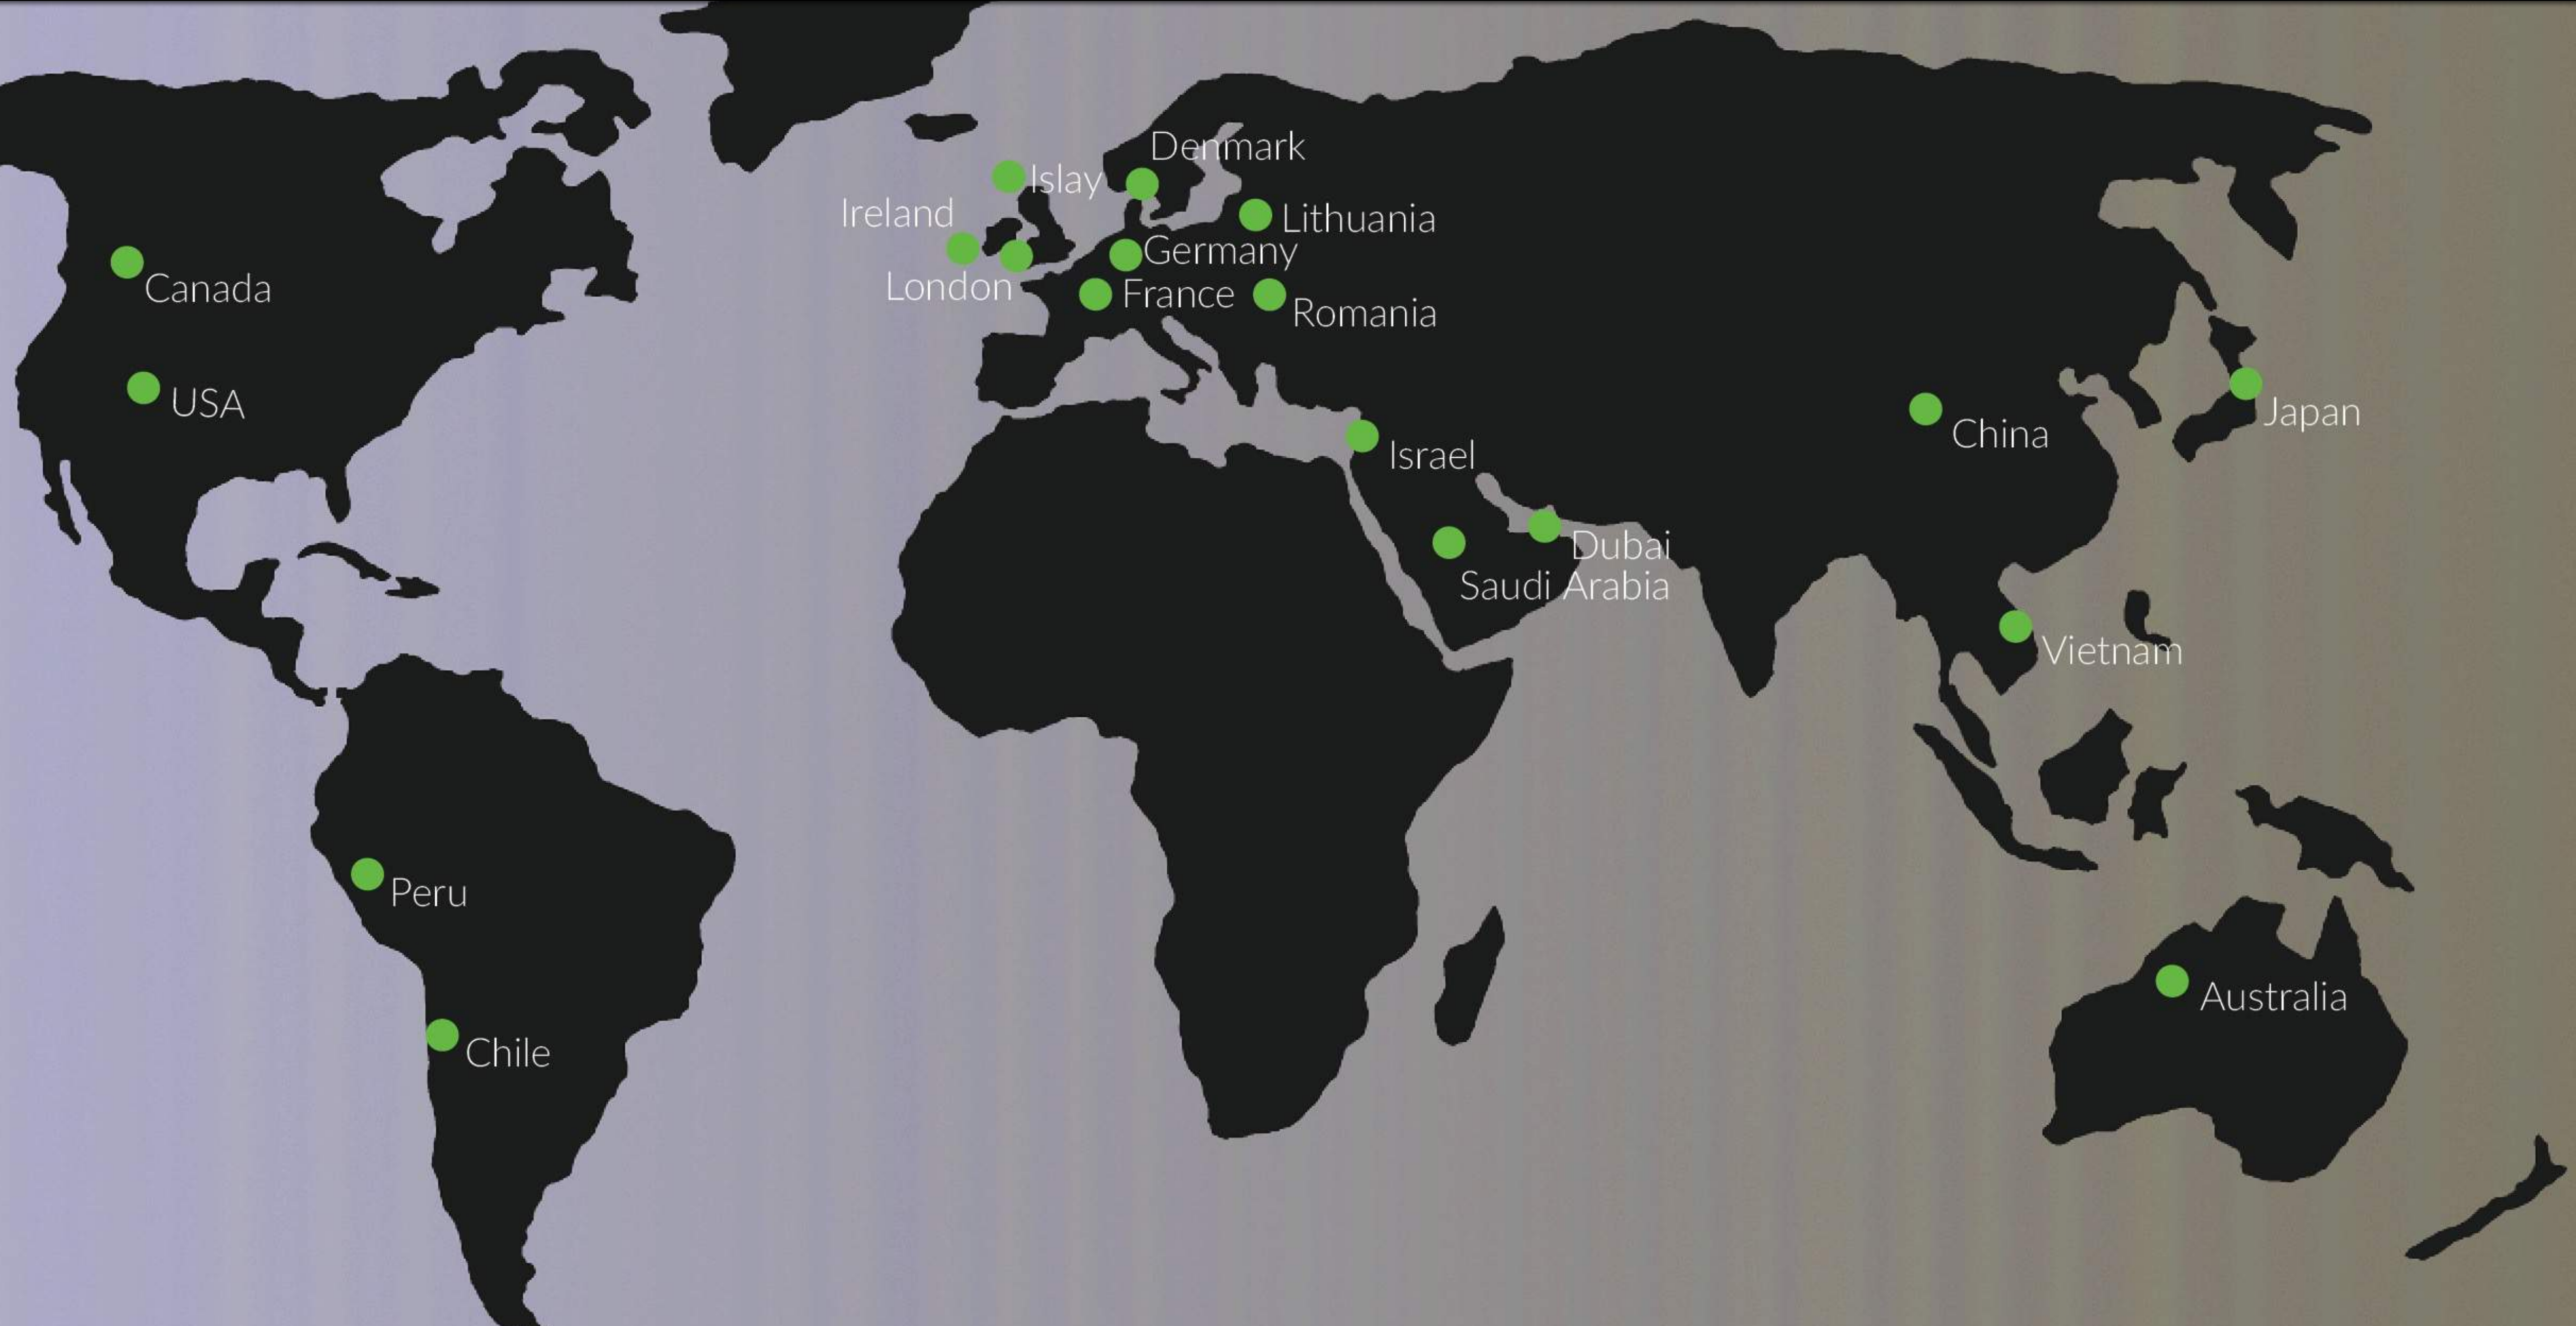 Denmark
Islay
Ireland
Lithuania
Germany
London
France
Romania
Canada
USA
Japan
China
Israel
Dubai
Saudi Arabia
Vietnam
Peru
Australia
Chile